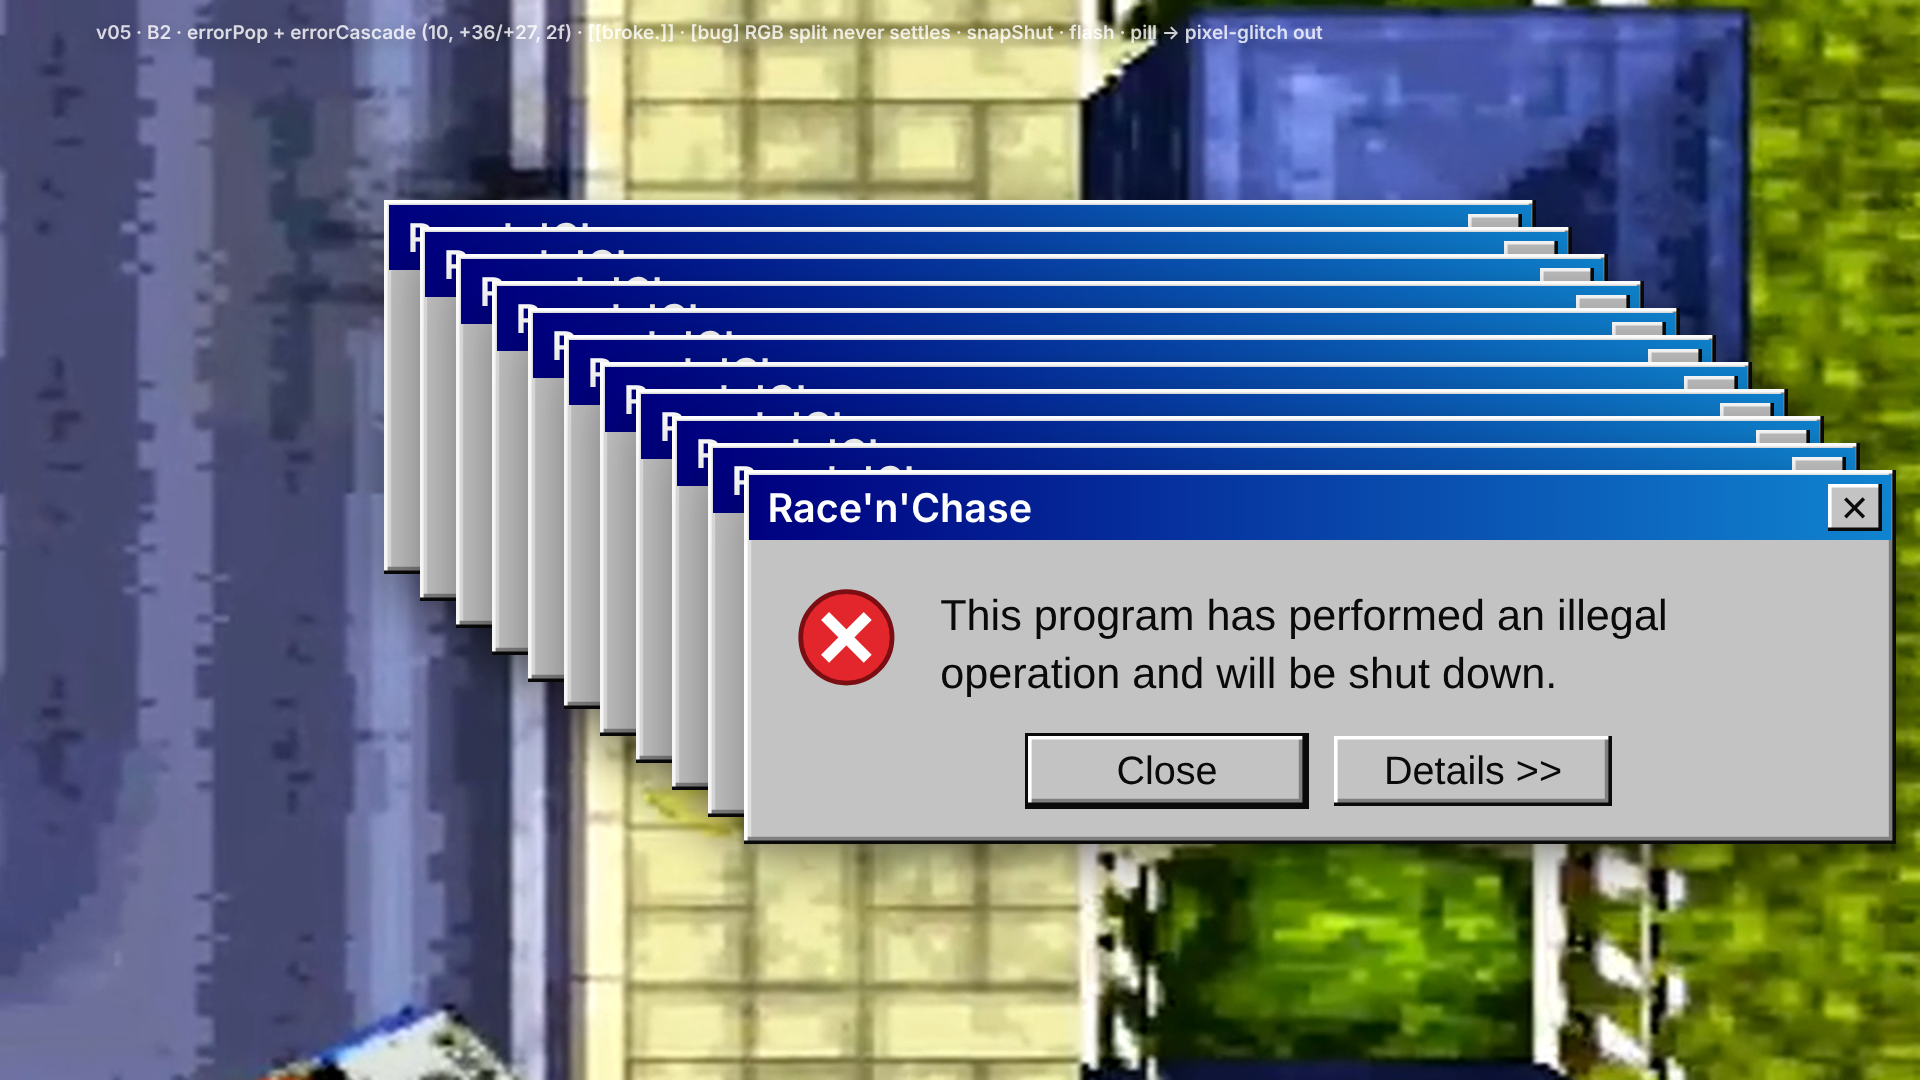 v05 · B2 · errorPop + errorCascade (10, +36/+27, 2f) · [[broke.]] · [bug] RGB split never settles · snapShut · flash · pill → pixel-glitch out
Race'n'Chase
This program has performed an illegal
operation and will be shut down.
Close
Details >>